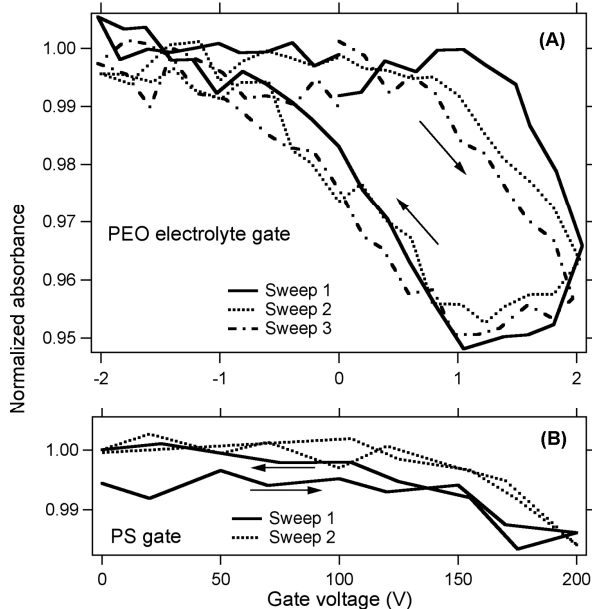 (A)
1.00
0.99
0.98
0.97
0.96
0.95
Normalized absorbance
PEO electrolyte gate
Sweep 1
Sweep 2
Sweep 3
-2 -1 0 1 2
(B)
1.00
0.99
Sweep 1
Sweep 2
PS gate
0 50 100 150 200
Gate voltage (V)